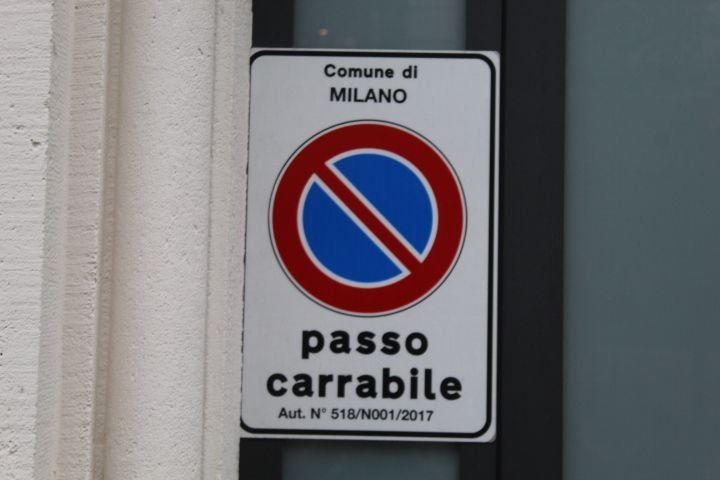 Comune di
MILANO
passo
carrabile
Aut. N° 518/N001/2017